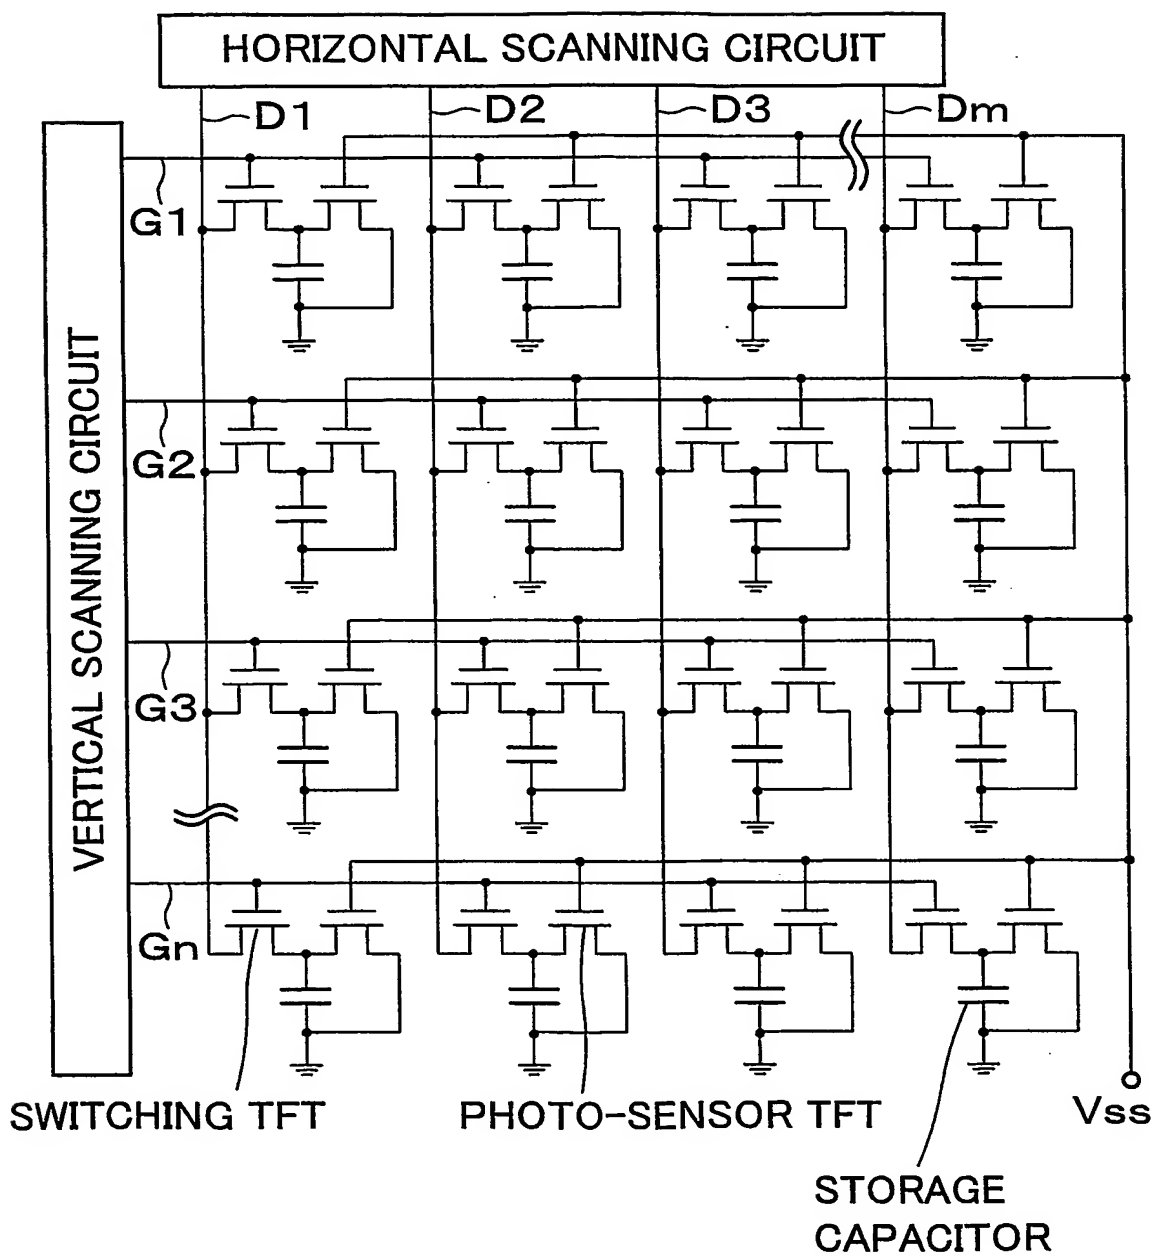 HORIZONTAL SCANNING CIRCUIT
D1
D2
D3
Dm
VERTICAL SCANNING CIRCUIT
G1
G2
G3
Gn
SWITCHING TFT
PHOTO-SENSOR TFT
Vss
STORAGE
CAPACITOR